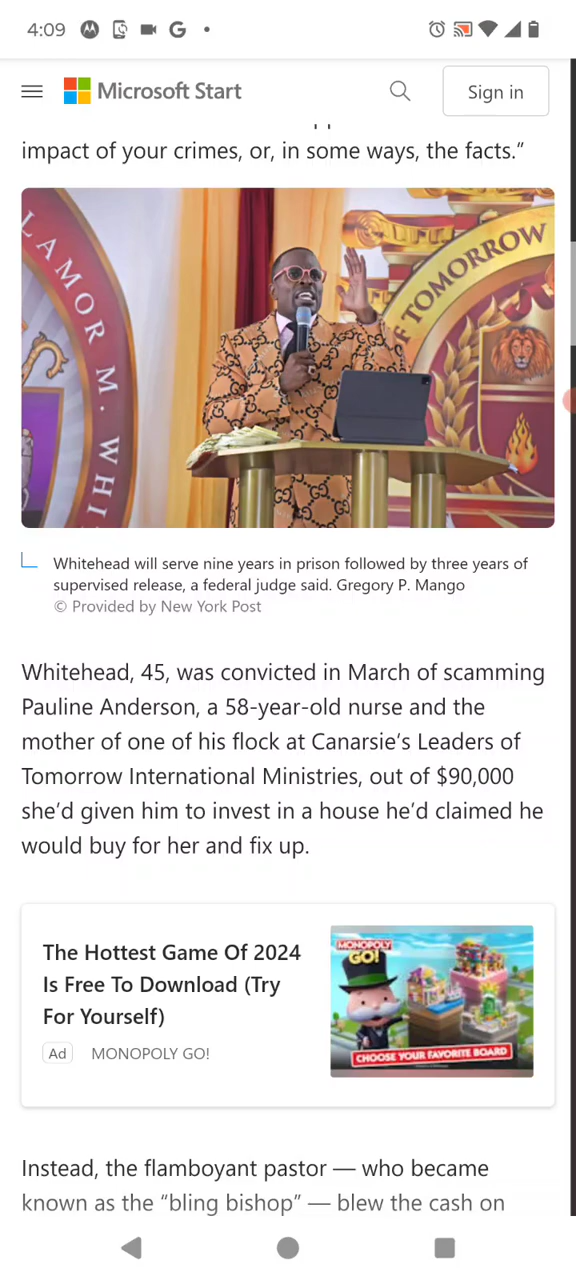 4:09
Microsoft Start
Sign in
impact of your crimes, or, in some ways, the facts.”
LAMOR M. WHI
F TOMORROW
Whitehead will serve nine years in prison followed by three years of
supervised release, a federal judge said. Gregory P. Mango
© Provided by New York Post
Whitehead, 45, was convicted in March of scamming
Pauline Anderson, a 58-year-old nurse and the
mother of one of his flock at Canarsie’s Leaders of
Tomorrow International Ministries, out of $90,000
she’d given him to invest in a house he’d claimed he
would buy for her and fix up.
The Hottest Game Of 2024
Is Free To Download (Try
For Yourself)
Ad MONOPOLY GO!
MONOPOLY
GO!
CHOOSE YOUR FAVORITE BOARD
Instead, the flamboyant pastor — who became
known as the “bling bishop” — blew the cash on